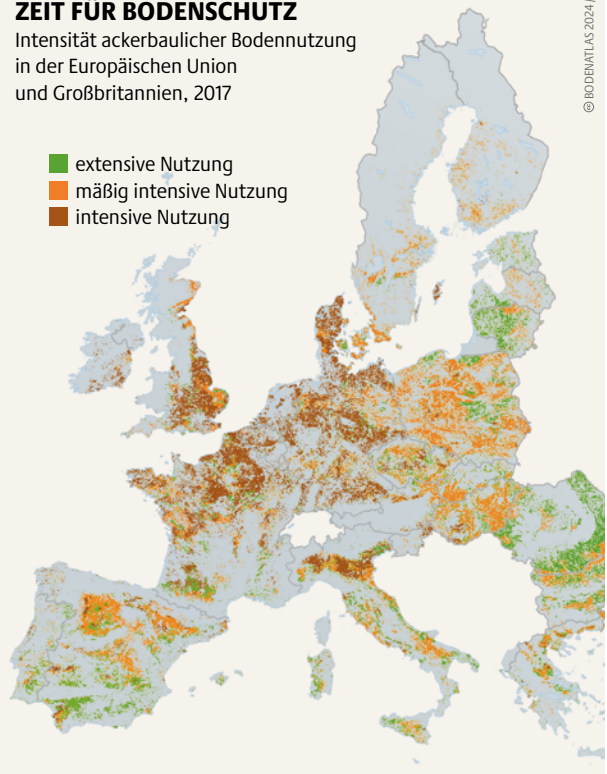 ZEIT FÜR BODENSCHUTZ
Intensität ackerbaulicher Bodennutzung
in der Europäischen Union
und Großbritannien, 2017
extensive Nutzung
mäßig intensive Nutzung
intensive Nutzung
BODENATLAS 2024 /